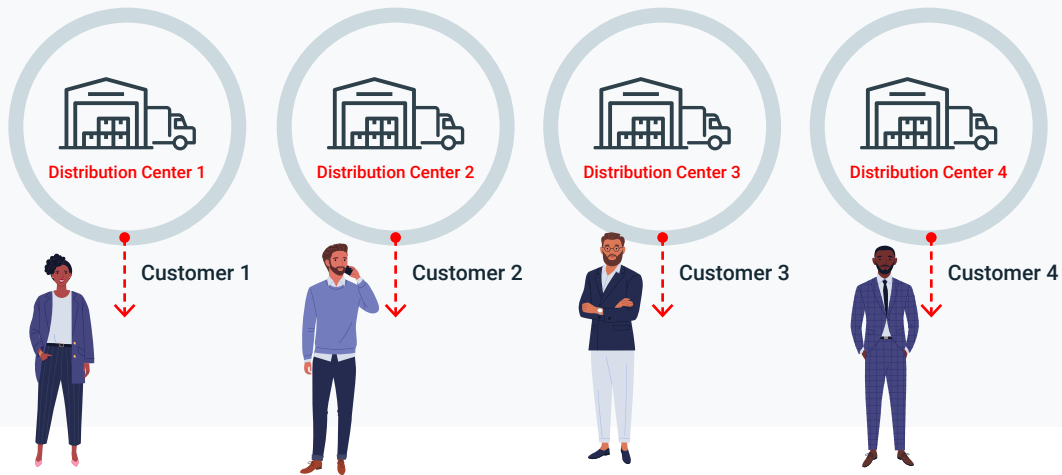 Distribution Center 1
Distribution Center 2
Distribution Center 3
Distribution Center 4
Customer 1
Customer 2
Customer 3
Customer 4